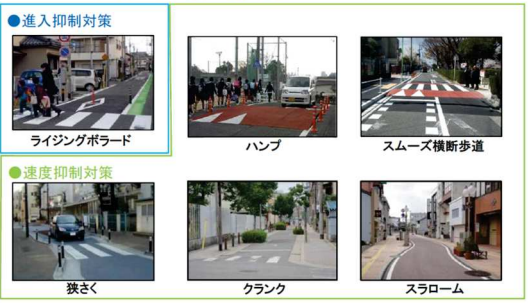 ●進入抑制対策
ライジングボラード
ハンプ
スムーズ横断歩道
●速度抑制対策
狭さく
クランク
スラローム